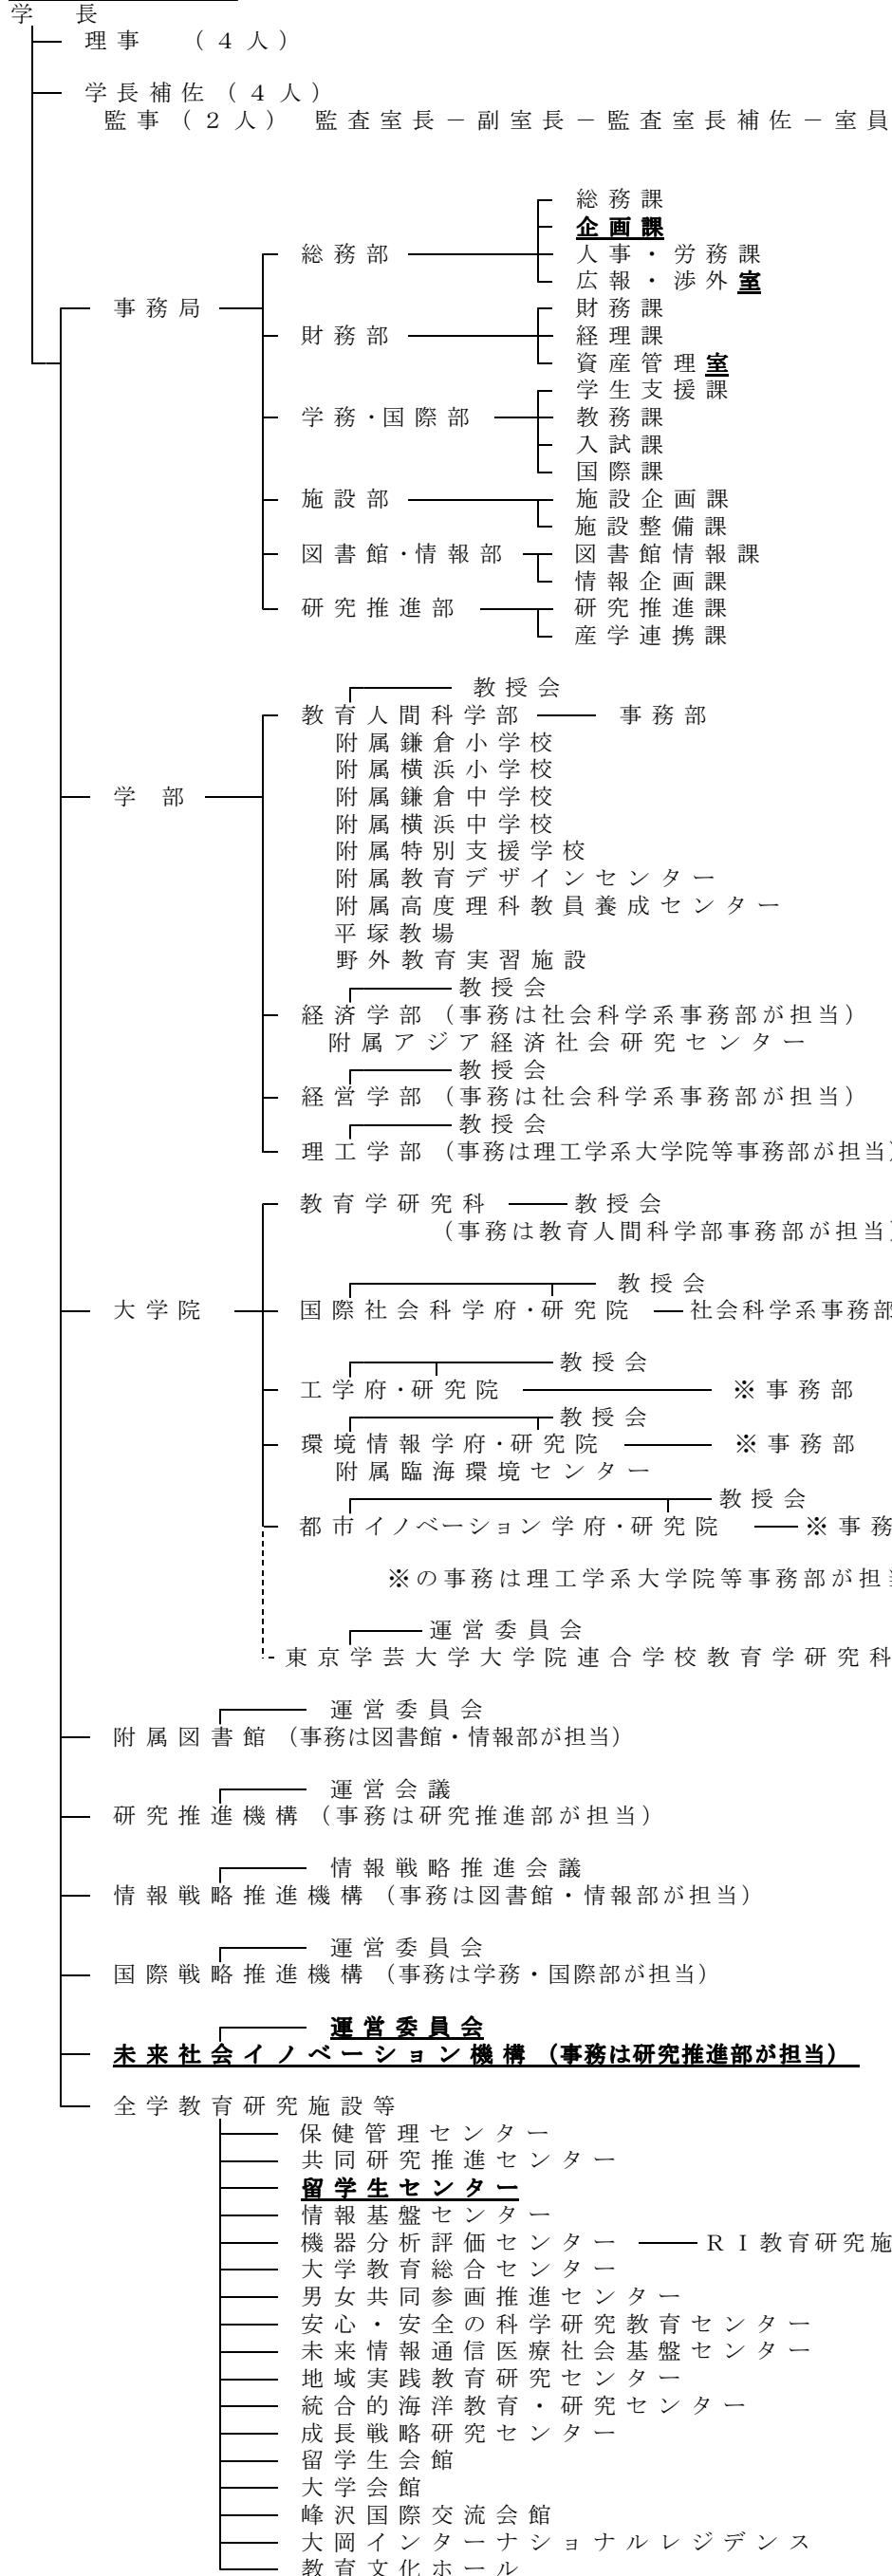 学　長
理事　（４人）
学長補佐（４人）
監事（２人）　監査室長－副室長－監査室長補佐－室員
総務課
企画課
総務部　人事・労務課
広報・渉外室
事務局　財務課
財務部　経理課
資産管理室
学生支援課
学務・国際部　教務課
入試課
国際課
施設部　施設企画課
施設整備課
図書館・情報部　図書館情報課
情報企画課
研究推進部　研究推進課
産学連携課
教授会
教育人間科学部　事務部
附属鎌倉小学校
附属横浜小学校
学　部　附属鎌倉中学校
附属横浜中学校
附属特別支援学校
附属教育デザインセンター
附属高度理科教員養成センター
平塚教場
野外教育実習施設
教授会
経済学部（事務は社会科学系事務部が担当）
附属アジア経済社会研究センター
教授会
経営学部（事務は社会科学系事務部が担当）
教授会
理工学部（事務は理工学系大学院等事務部が担当）
教育学研究科　教授会
（事務は教育人間科学部事務部が担当）
教授会
大学院　国際社会科学府・研究院　社会科学系事務部
教授会
工学府・研究院　※事務部
教授会
環境情報学府・研究院　※事務部
附属臨海環境センター
教授会
都市イノベーション学府・研究院　※事務
※の事務は理工学系大学院等事務部が担当
運営委員会
東京学芸大学大学院連合学校教育学研究科
運営委員会
附属図書館（事務は図書館・情報部が担当）
運営会議
研究推進機構（事務は研究推進部が担当）
情報戦略推進会議
情報戦略推進機構（事務は図書館・情報部が担当）
運営委員会
国際戦略推進機構（事務は学務・国際部が担当）
運営委員会
未来社会イノベーション機構（事務は研究推進部が担当）
全学教育研究施設等
保健管理センター
共同研究推進センター
留学生センター
情報基盤センター
機器分析評価センター　ＲＩ教育研究施
大学教育総合センター
男女共同参画推進センター
安心・安全の科学研究教育センター
未来情報通信医療社会基盤センター
地域実践教育研究センター
統合的海洋教育・研究センター
成長戦略研究センター
留学生会館
大学会館
峰沢国際交流会館
大岡インターナショナルレジデンス
教育文化ホール